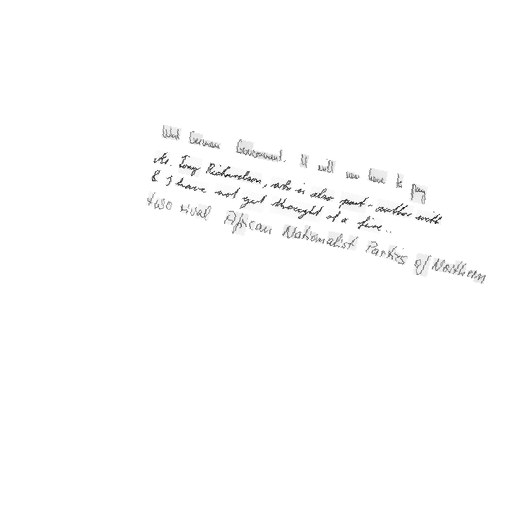 West German Government. It will now have to pay
Mr. Tony Richardson, who is also part-author with
& I have not yet thought of a fire..
two rival African Nationalist Parties of Northern